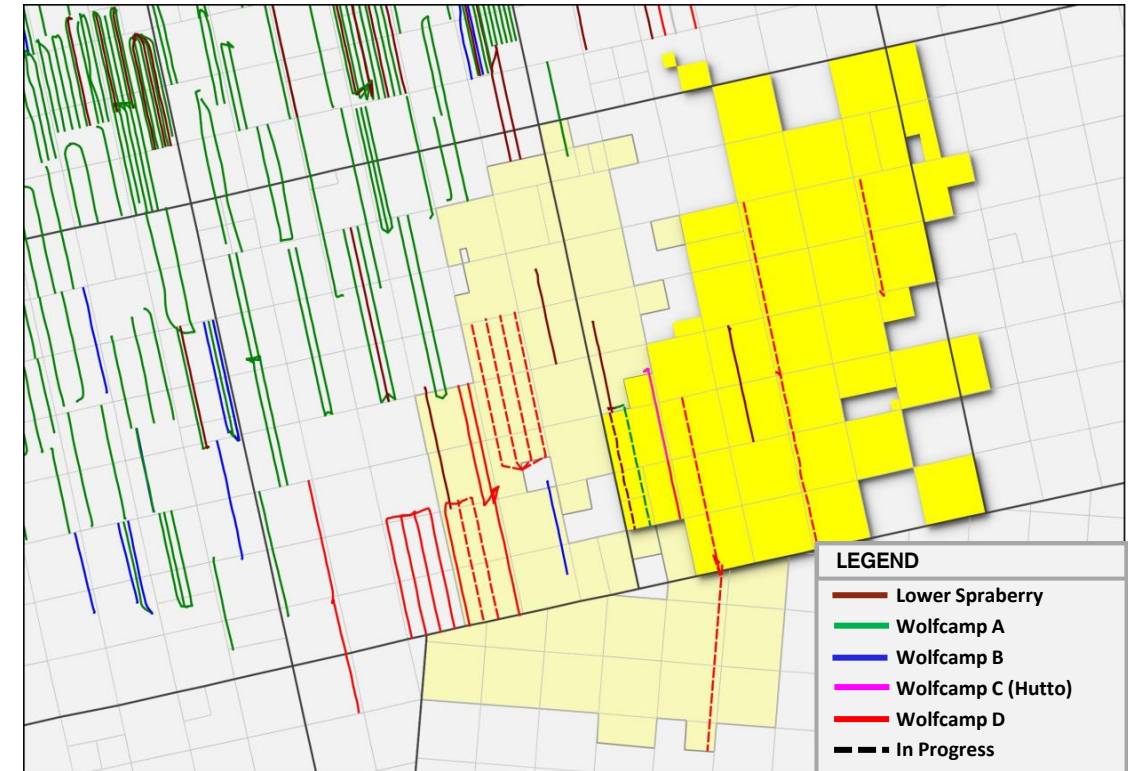 LEGEND
Lower Spraberry
Wolfcamp A
Wolfcamp B
Wolfcamp C (Hutto)
Wolfcamp D
In Progress